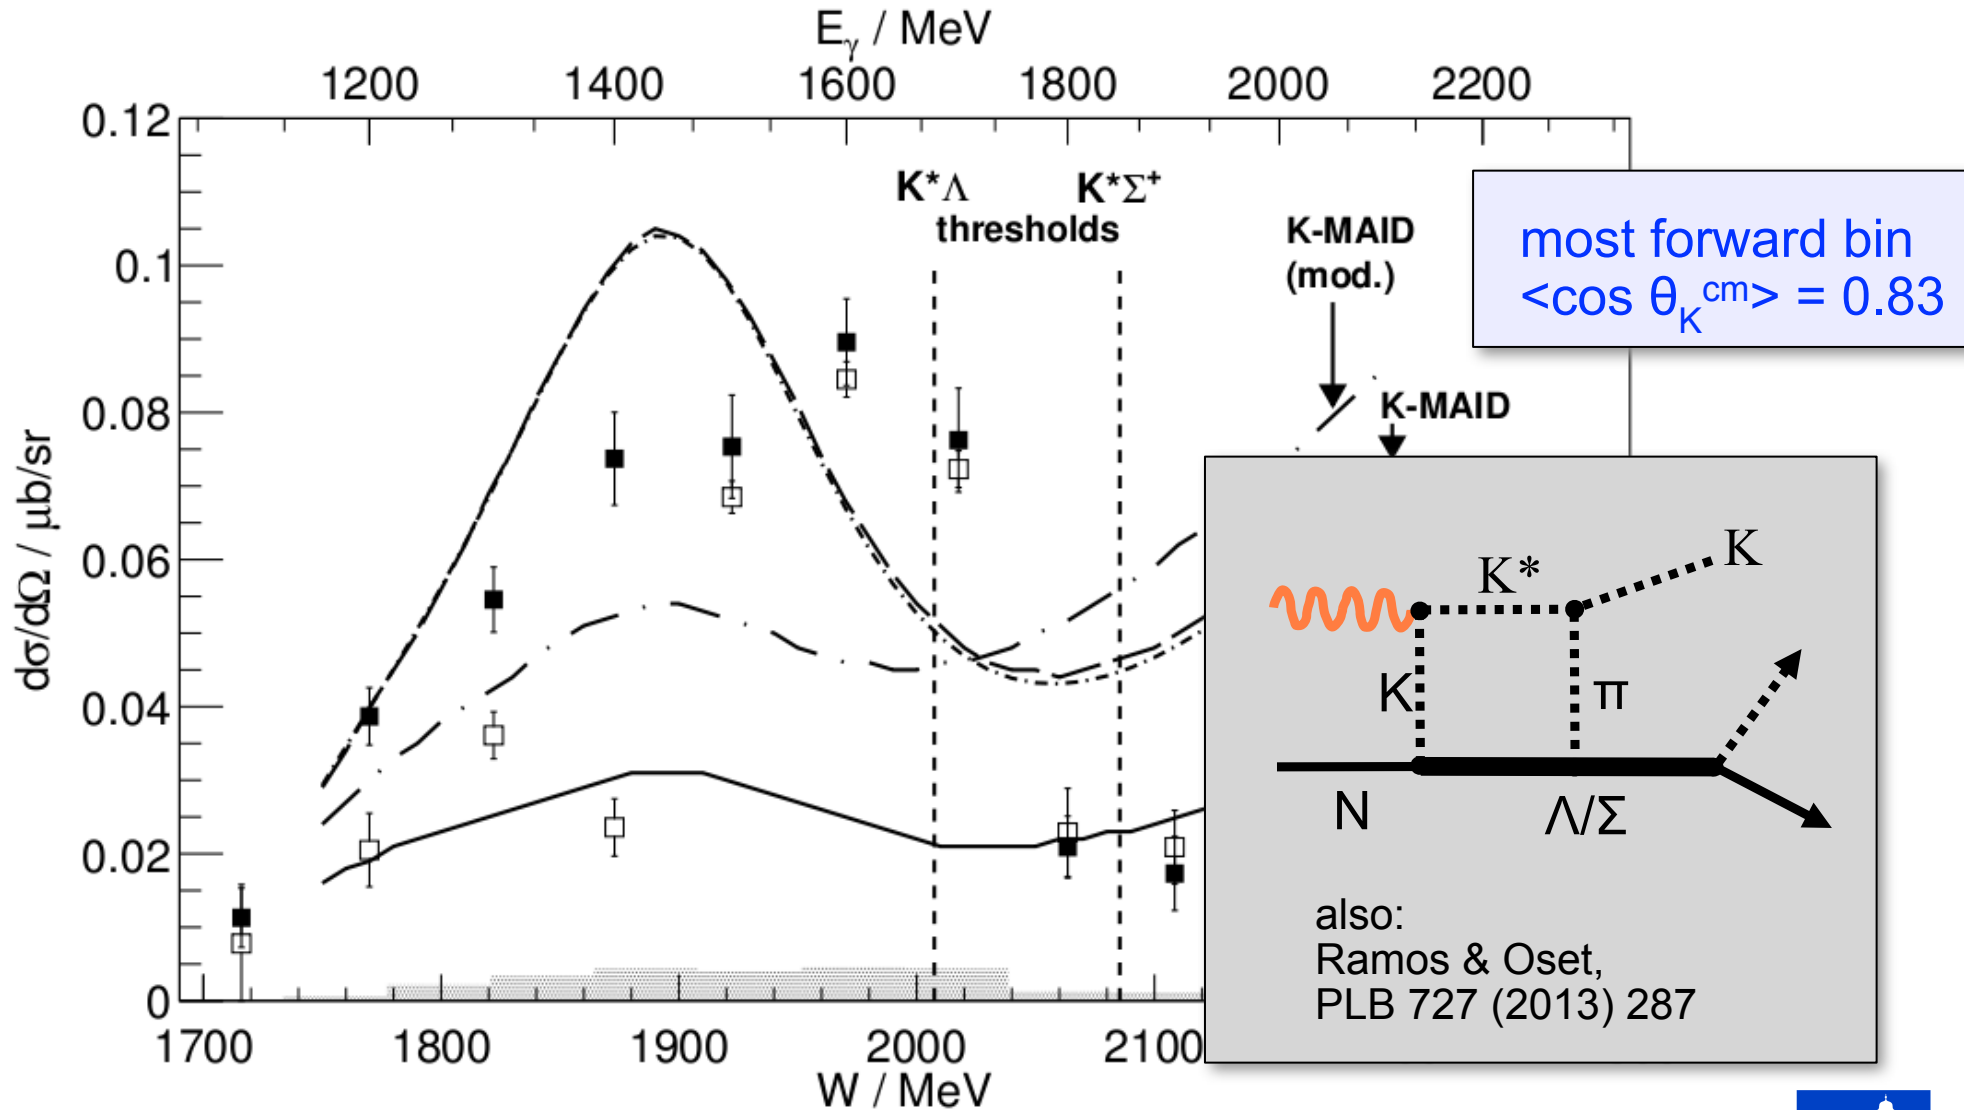 E_γ / MeV
1200 1400 1600 1800 2000 2200
0.12
0.1
0.08
0.06
0.04
0.02
0
dσ/dΩ / μb/sr
K*Λ K*Σ⁺
thresholds
K-MAID
(mod.)
K-MAID
most forward bin
<cos θ_K^cm> = 0.83
K*
K
K
π
N
Λ/Σ
also:
Ramos & Oset,
PLB 727 (2013) 287
1700 1800 1900 2000 2100
W / MeV